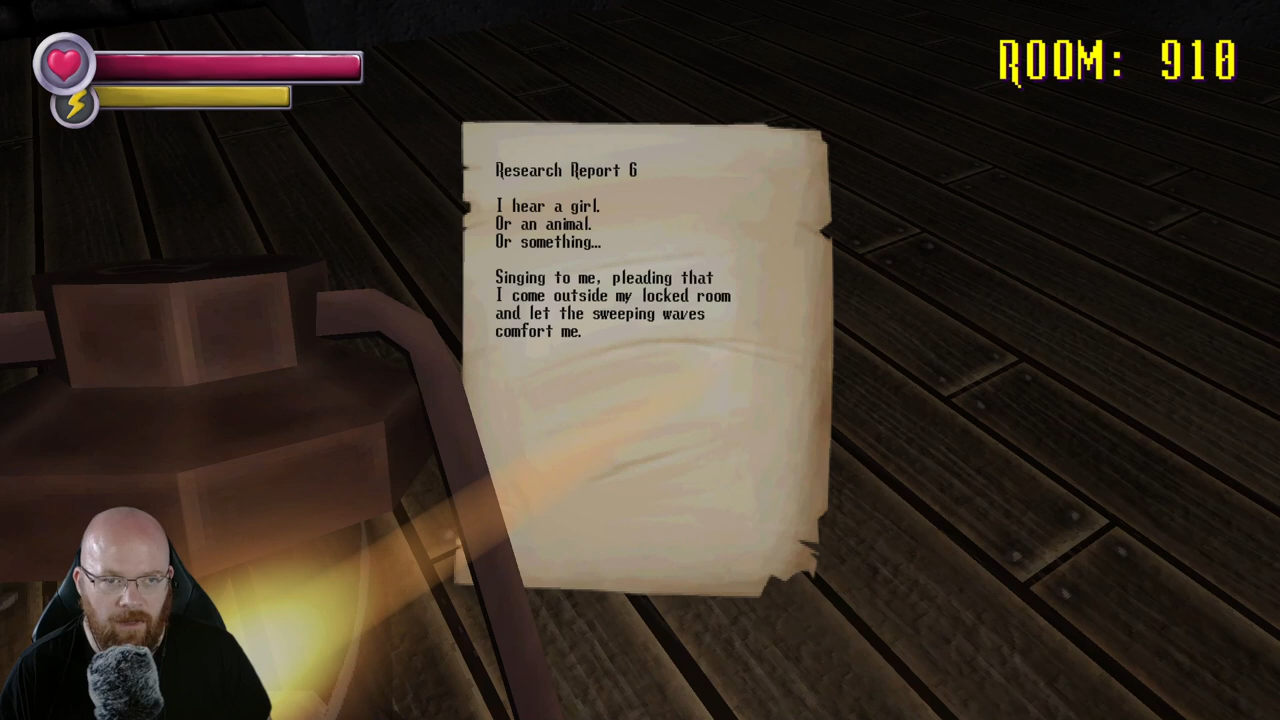 ROOM: 910
Research Report 6
I hear a girl.
Or an animal.
Or something...
Singing to me, pleading that
I come outside my locked room
and let the sweeping waves
comfort me.